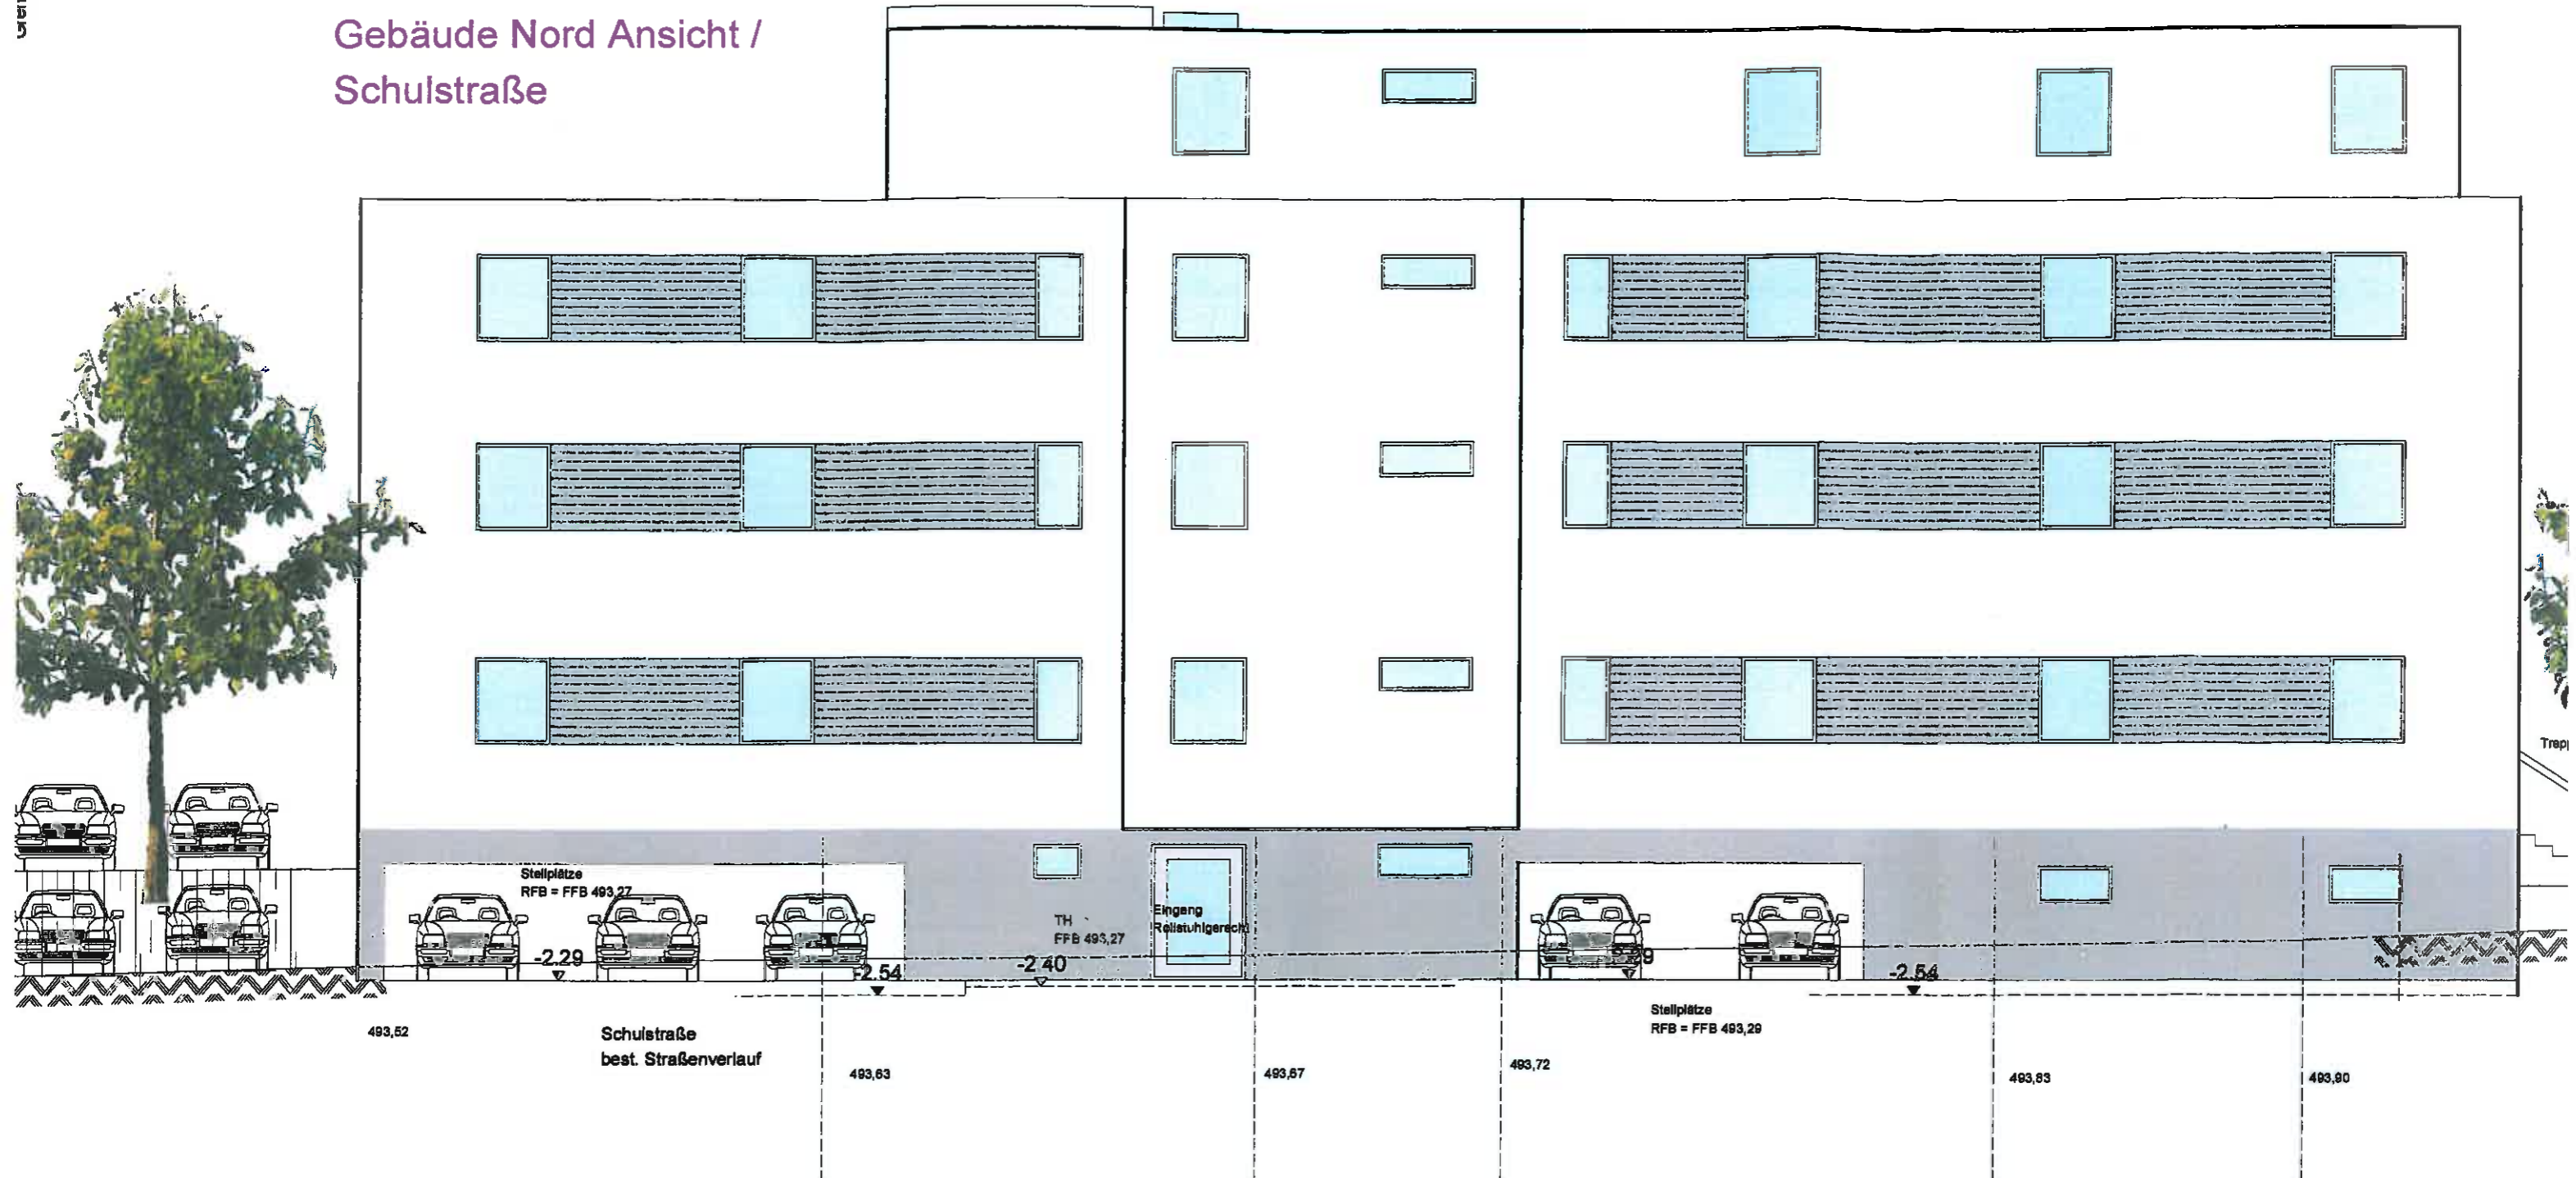 Gebäude Nord Ansicht /
Schulstraße
Stellplätze
RFB = FFB 493,27
TH
FFB 493,27
Eingang
Rollstuhlgerecht
-2.29
-2.54
-2.40
-2.54
Stellplätze
RFB = FFB 493,29
493,52
Schulstraße
best. Straßenverlauf
493,63
493,67
493,72
493,83
493,90